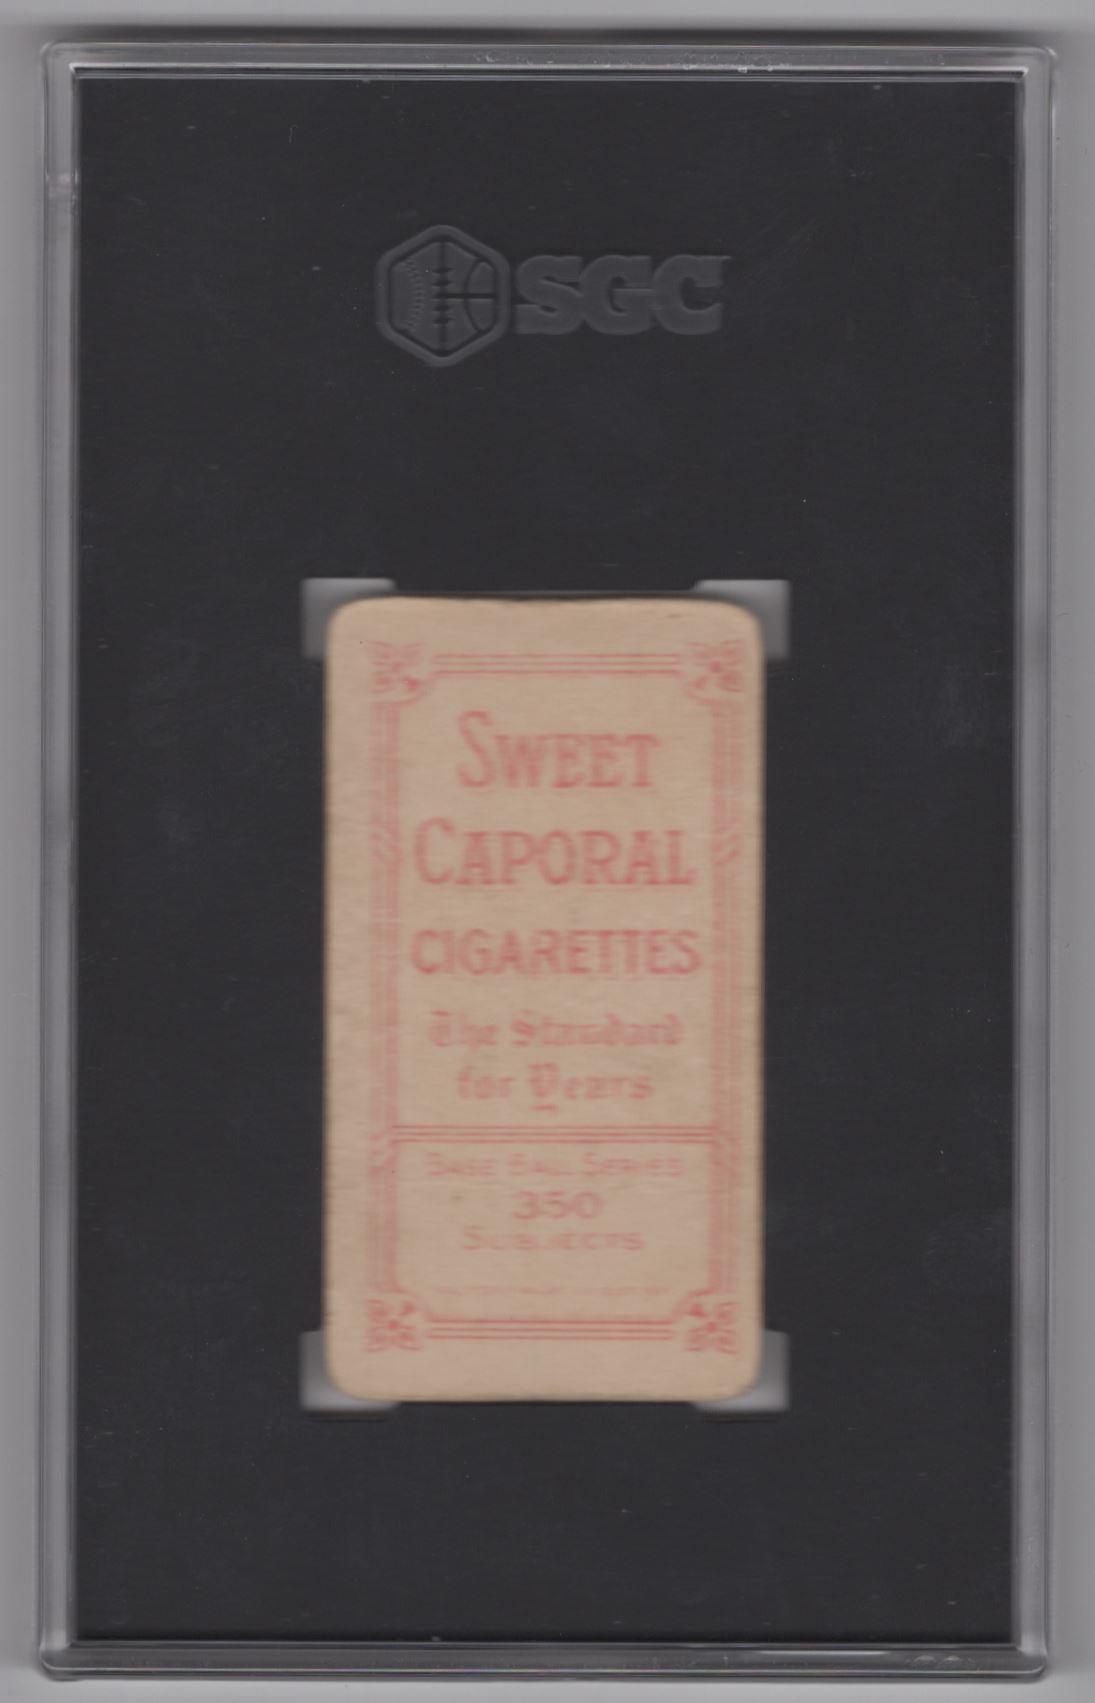 SGC
SWEET
CAPORAL
CIGARETTES
The Standard
for Years
BASE BALL SERIES
350
SUBJECTS